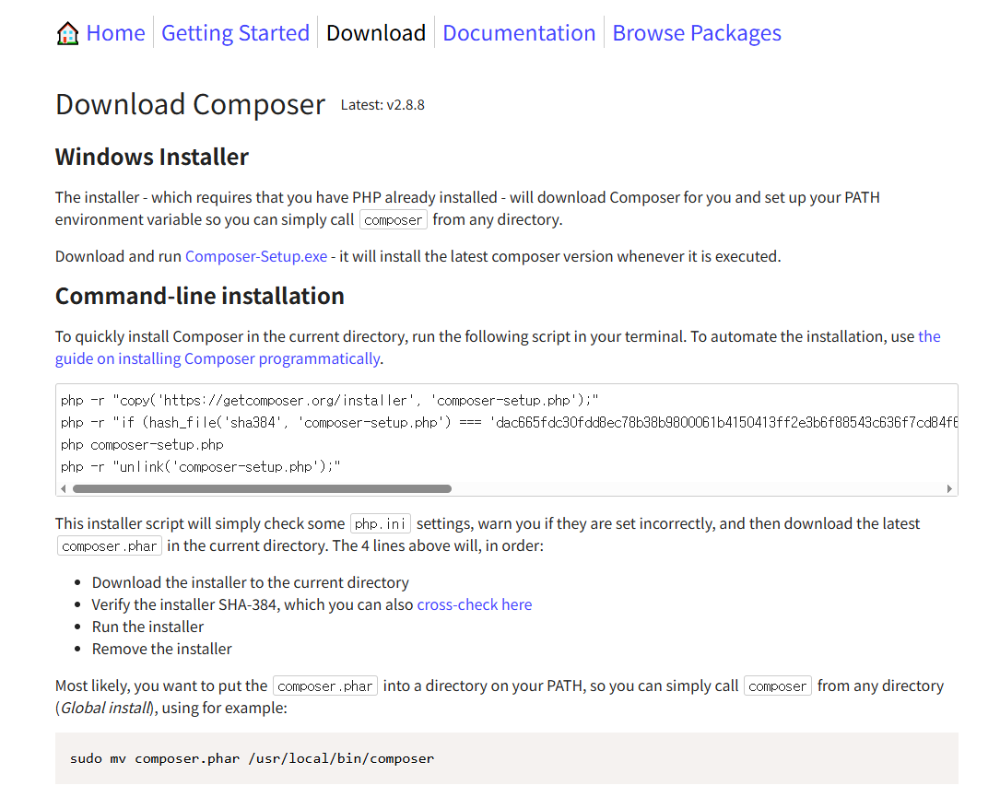 Home Getting Started Download Documentation Browse Packages
Download Composer Latest: v2.8.8
Windows Installer
The installer - which requires that you have PHP already installed - will download Composer for you and set up your PATH
environment variable so you can simply call composer from any directory.
Download and run Composer-Setup.exe - it will install the latest composer version whenever it is executed.
Command-line installation
To quickly install Composer in the current directory, run the following script in your terminal. To automate the installation, use the
guide on installing Composer programmatically.
php -r "copy('https://getcomposer.org/installer', 'composer-setup.php');"
php -r "if (hash_file('sha384', 'composer-setup.php') === 'dac665fdc30fdd8ec78b38b9800061b4150413ff2e3b6f88543c636f7cd84f6
php composer-setup.php
php -r "unlink('composer-setup.php');"
This installer script will simply check some php.ini settings, warn you if they are set incorrectly, and then download the latest
composer.phar in the current directory. The 4 lines above will, in order:
• Download the installer to the current directory
• Verify the installer SHA-384, which you can also cross-check here
• Run the installer
• Remove the installer
Most likely, you want to put the composer.phar into a directory on your PATH, so you can simply call composer from any directory
(Global install), using for example:
sudo mv composer.phar /usr/local/bin/composer